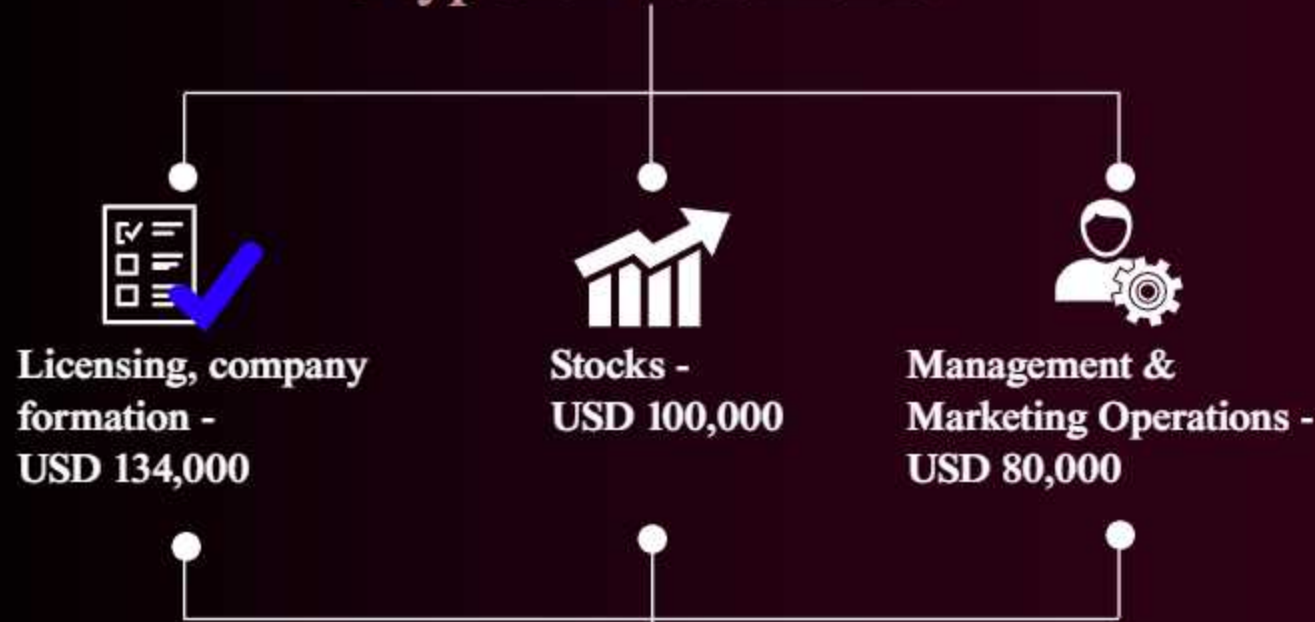 Licensing, company
formation -
USD 134,000
Stocks -
USD 100,000
Management &
Marketing Operations -
USD 80,000